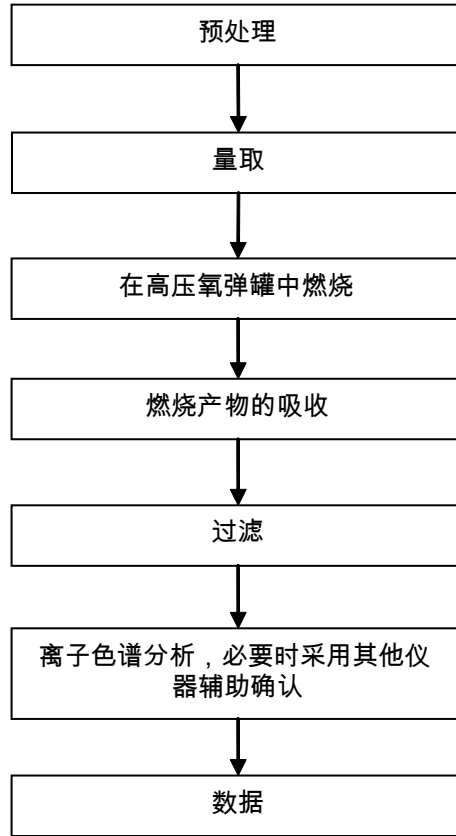 预处理
量取
在高压氧弹罐中燃烧
燃烧产物的吸收
过滤
离子色谱分析，必要时采用其他仪
器辅助确认
数据